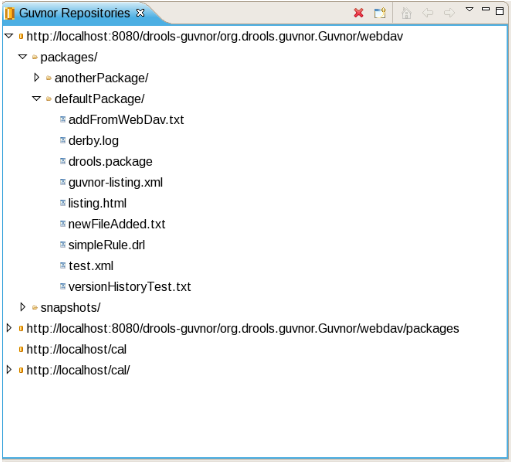 Guvnor Repositories
http://localhost:8080/drools-guvnor/org.drools.guvnor.Guvnor/webdav
packages/
anotherPackage/
defaultPackage/
addFromWebDav.txt
derby.log
drools.package
guvnor-listing.xml
listing.html
newFileAdded.txt
simpleRule.drl
test.xml
versionHistoryTest.txt
snapshots/
http://localhost:8080/drools-guvnor/org.drools.guvnor.Guvnor/webdav/packages
http://localhost/cal
http://localhost/cal/